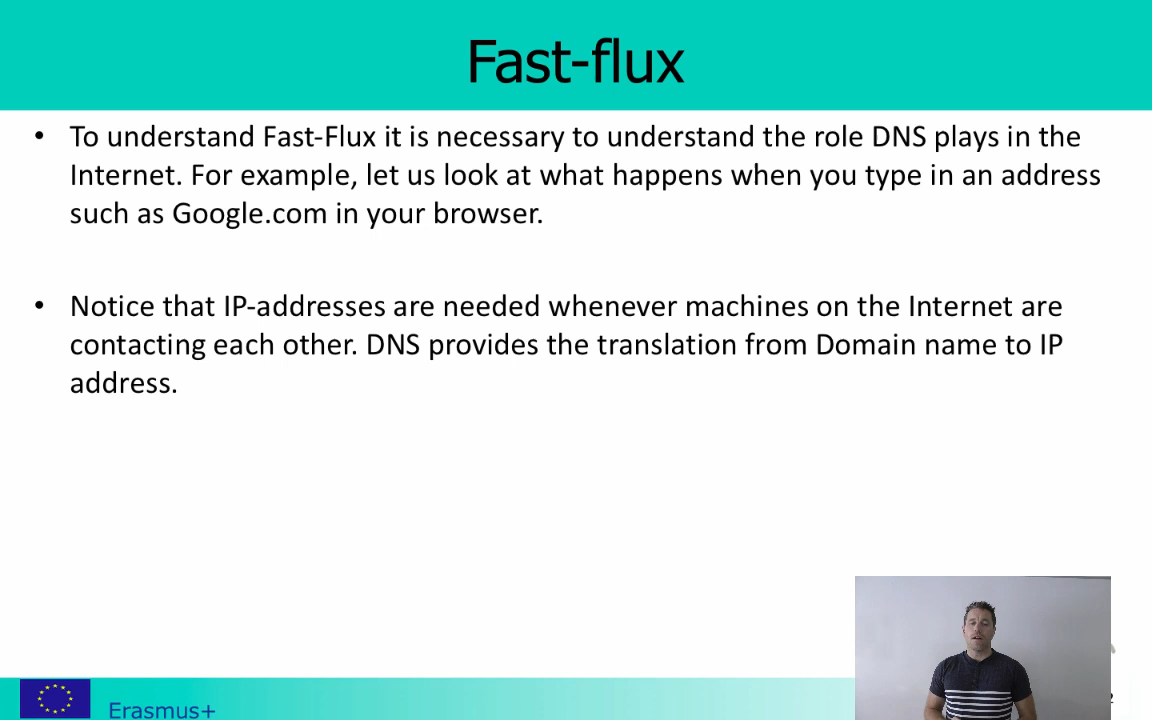 Fast-flux
• To understand Fast-Flux it is necessary to understand the role DNS plays in the
Internet. For example, let us look at what happens when you type in an address
such as Google.com in your browser.
• Notice that IP-addresses are needed whenever machines on the Internet are
contacting each other. DNS provides the translation from Domain name to IP
address.
Erasmus+
2